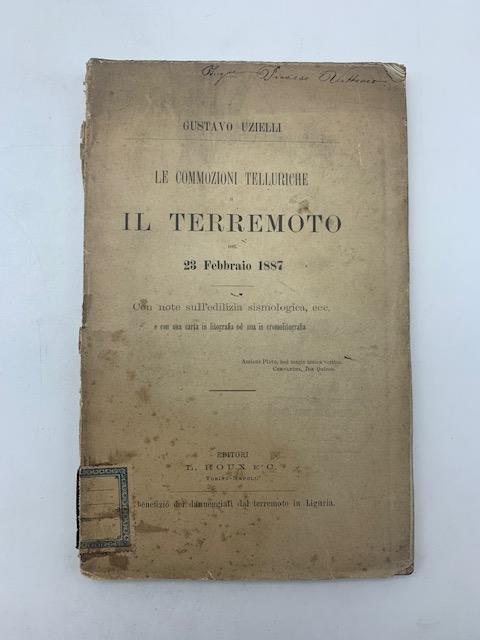 GUSTAVO UZIELLI
LE COMMOZIONI TELLURICHE
E
IL TERREMOTO
DEL
23 Febbraio 1887
Con note sull'edilizia sismologica, ecc.
e con una carta in litografia ed una in cromolitografia
Amicus Plato, sed magis amica veritas.
Don Quijote.
EDITORI
L. ROUX E C.
TORINO-NAPOLI
benefizio dei danneggiati dal terremoto in Liguria.